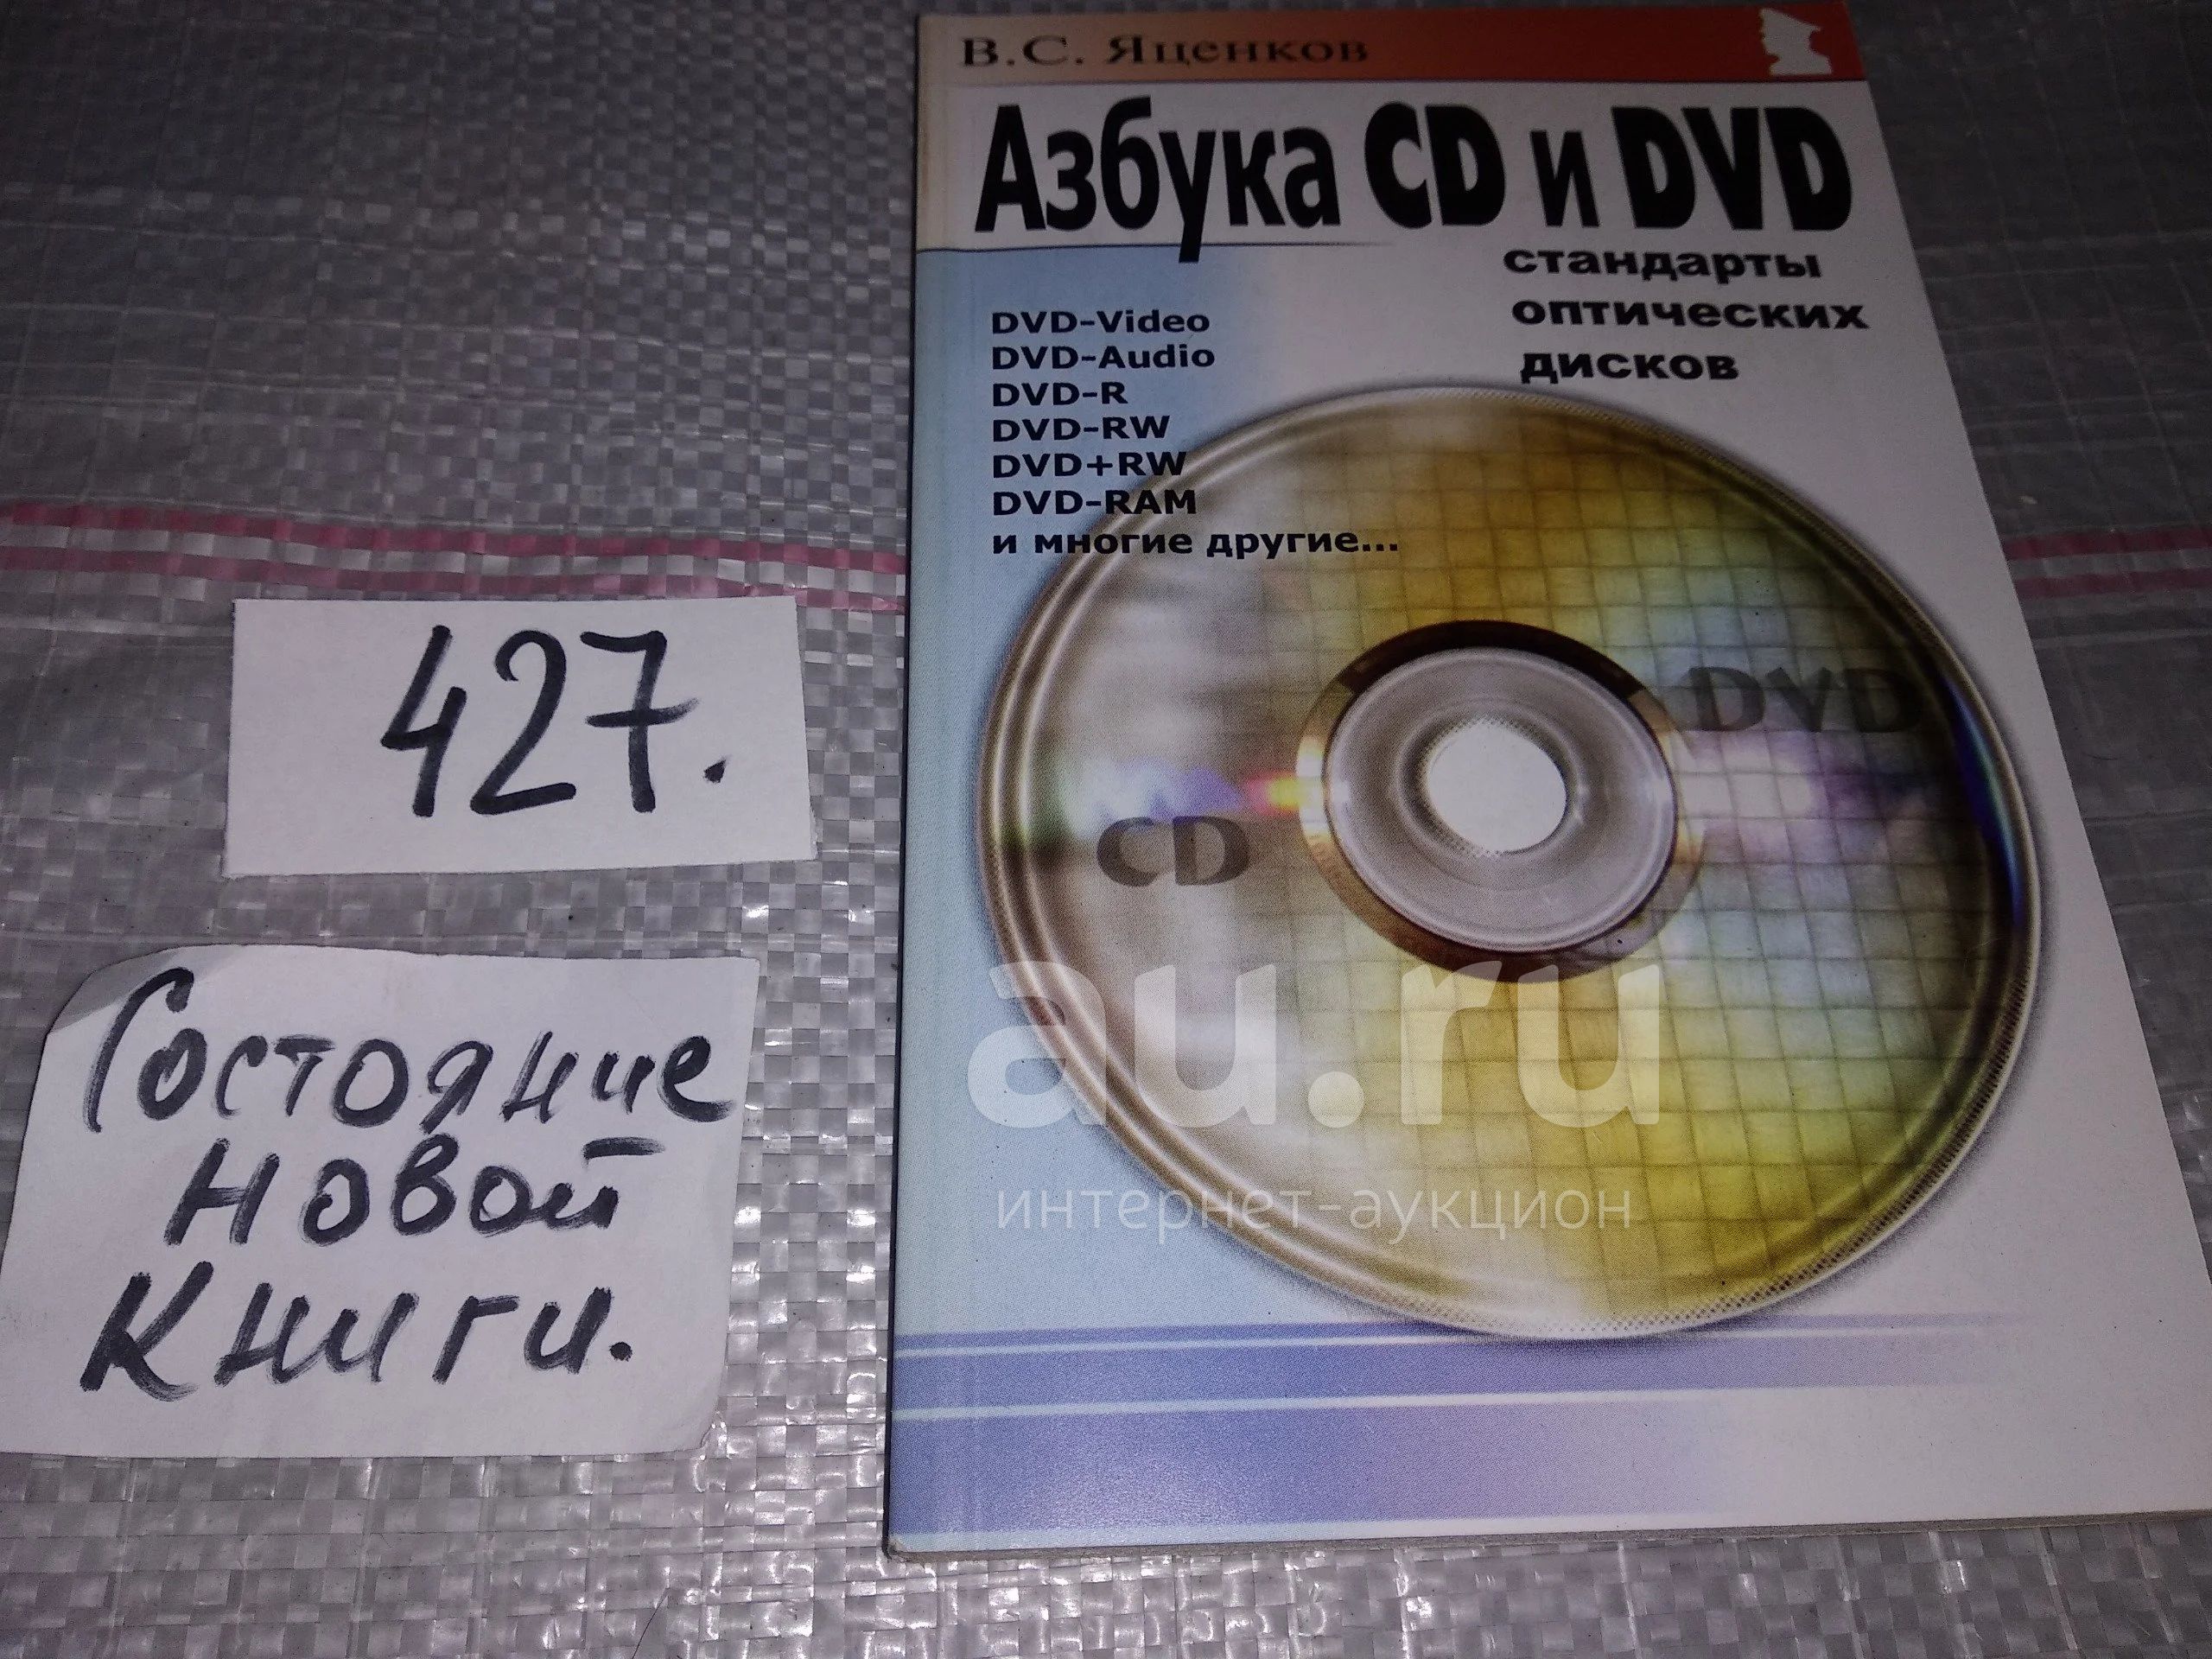 В.С. Яценков
Азбука CD и DVD
стандарты
оптических
дисков
DVD-Video
DVD-Audio
DVD-R
DVD-RW
DVD+RW
DVD-RAM
и многие другие...
DVD
CD
427.
Состояние
новой
книги.
au.ru
интернет-аукцион